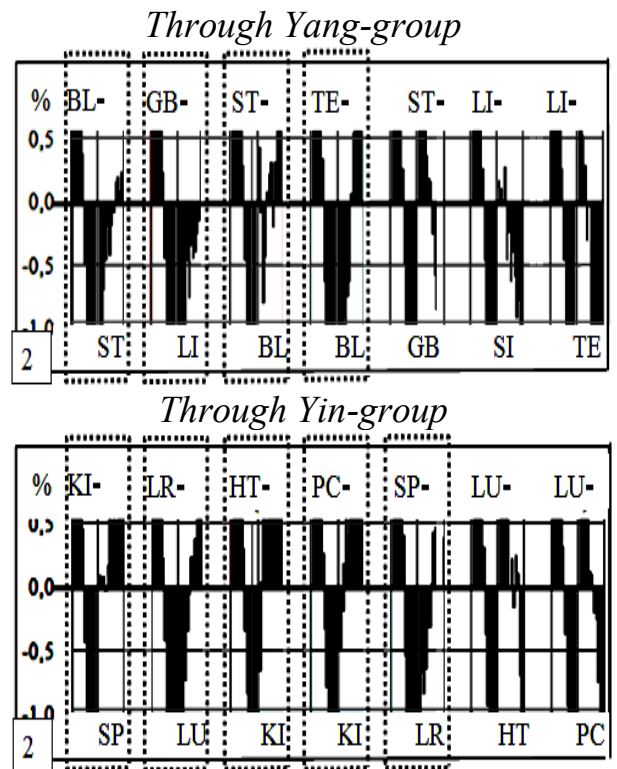 Through Yang-group
% BL- GB- ST- TE- ST- LI- LI-
0,5
0,0
-0,5
-1.0
2 ST LI BL BL GB SI TE
Through Yin-group
% KI- LR- HT- PC- SP- LU- LU-
0,5
0,0
-0,5
-1.0
2 SP LU KI KI LR HT PC